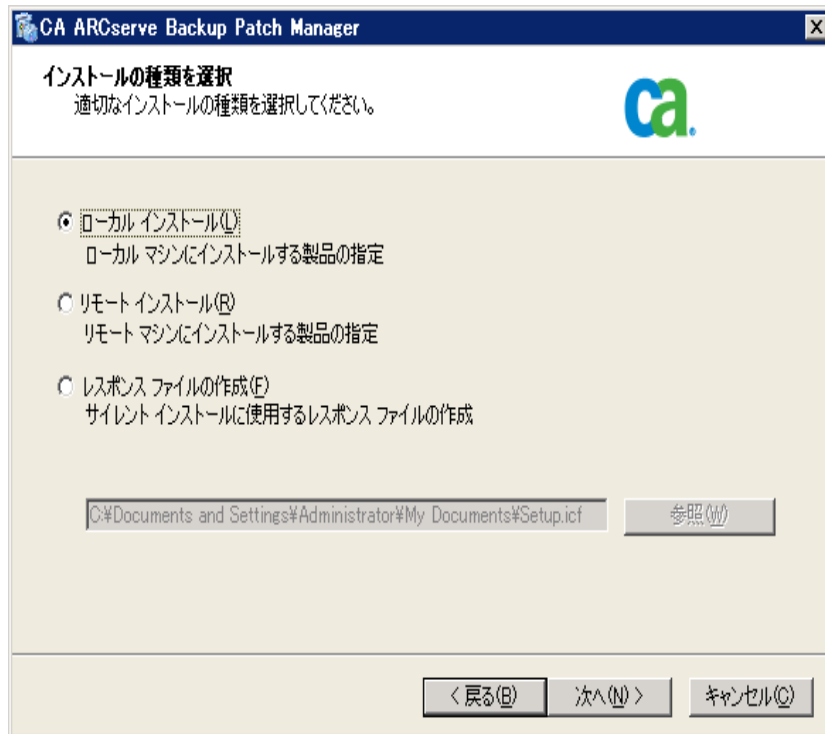 CA ARCserve Backup Patch Manager
インストールの種類を選択
適切なインストールの種類を選択してください。
ca
ローカル インストール(L)
ローカル マシンにインストールする製品の指定
リモート インストール(R)
リモート マシンにインストールする製品の指定
レスポンス ファイルの作成(F)
サイレント インストールに使用するレスポンス ファイルの作成
C:¥Documents and Settings¥Administrator¥My Documents¥Setup.icf
参照(W)
< 戻る(B)
次へ(N) >
キャンセル(C)